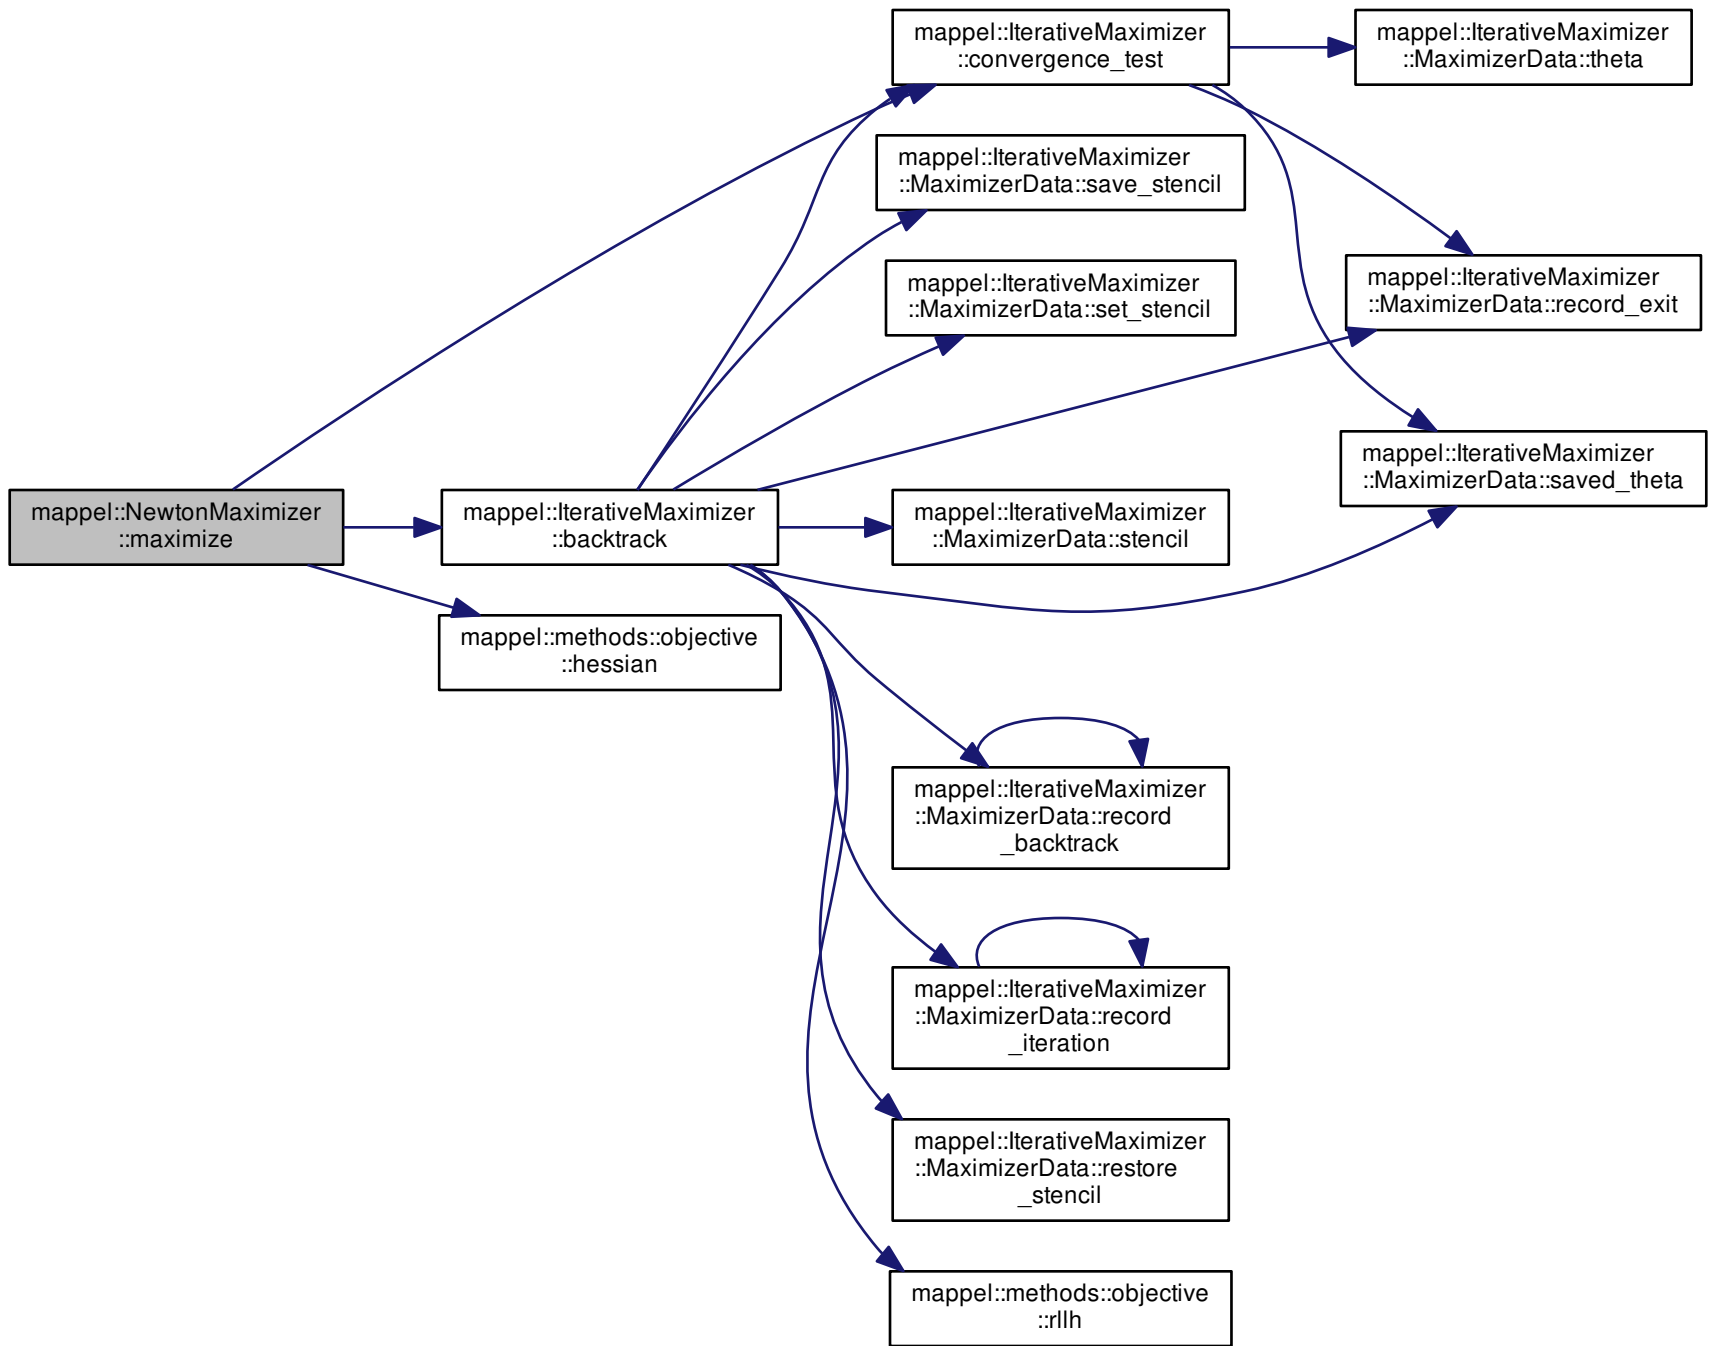 mappel::IterativeMaximizer
::convergence_test
mappel::IterativeMaximizer
::MaximizerData::theta
mappel::IterativeMaximizer
::MaximizerData::save_stencil
mappel::IterativeMaximizer
::MaximizerData::set_stencil
mappel::IterativeMaximizer
::MaximizerData::record_exit
mappel::IterativeMaximizer
::MaximizerData::saved_theta
mappel::NewtonMaximizer
::maximize
mappel::IterativeMaximizer
::backtrack
mappel::IterativeMaximizer
::MaximizerData::stencil
mappel::methods::objective
::hessian
mappel::IterativeMaximizer
::MaximizerData::record
_backtrack
mappel::IterativeMaximizer
::MaximizerData::record
_iteration
mappel::IterativeMaximizer
::MaximizerData::restore
_stencil
mappel::methods::objective
::rllh